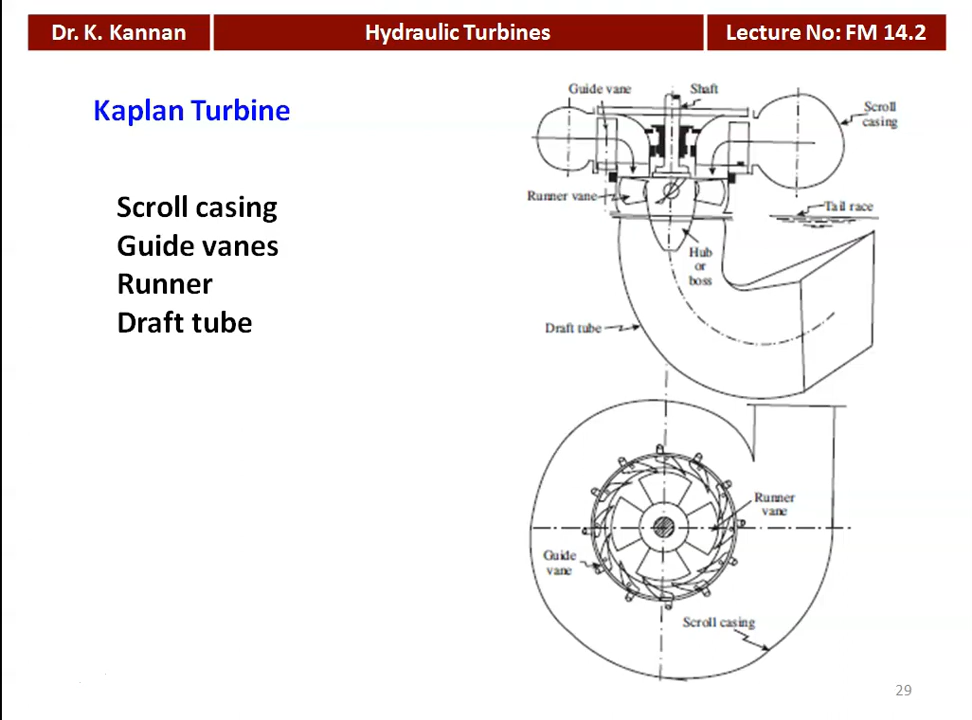 Dr. K. Kannan
Hydraulic Turbines
Lecture No: FM 14.2
Kaplan Turbine
Scroll casing
Guide vanes
Runner
Draft tube
Guide vane
Shaft
Scroll
casing
Runner vane
Tail race
Hub
or
boss
Draft tube
Runner
vane
Guide
vane
Scroll casing
29